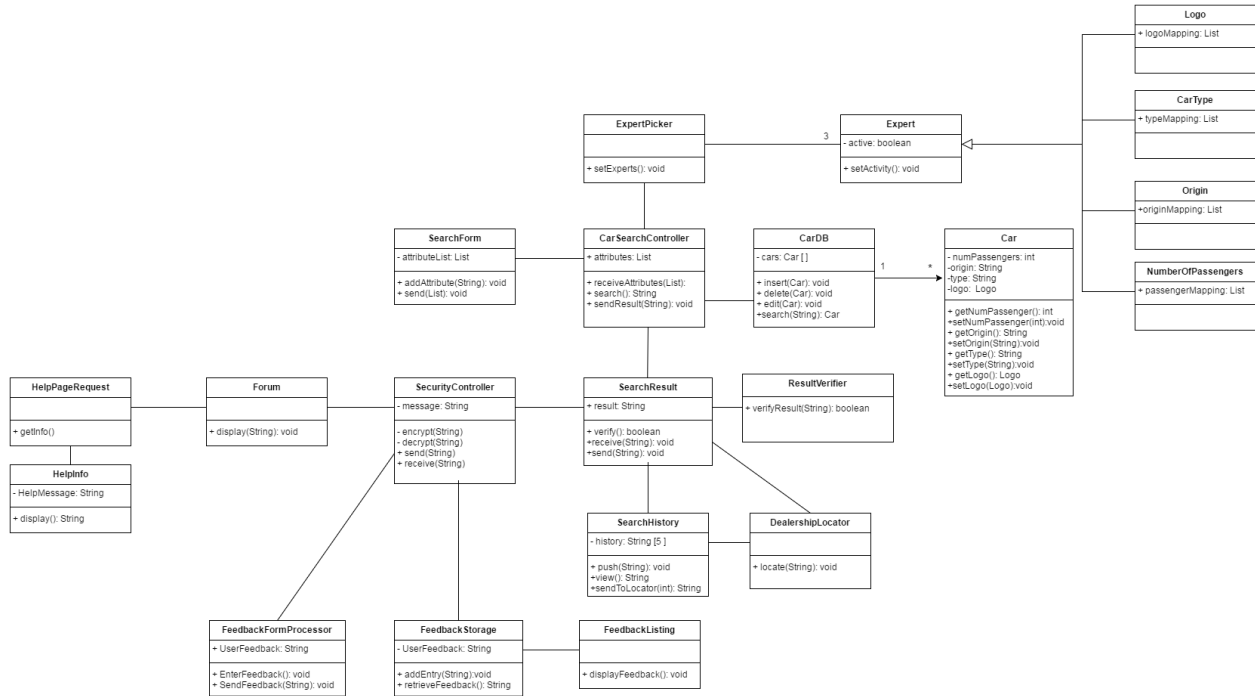 Logo
+ logoMapping: List
CarType
+ typeMapping: List
ExpertPicker
+ setExperts(): void
3
Expert
- active: boolean
+ setActivity(): void
Origin
+originMapping: List
NumberOfPassengers
+ passengerMapping: List
SearchForm
- attributeList: List
+ addAttribute(String): void
+ send(List): void
CarSearchController
+ attributes: List
+ receiveAttributes(List):
+ search(): String
+ sendResult(String): void
CarDB
- cars: Car [ ]
+ insert(Car): void
+ delete(Car): void
+ edit(Car): void
+search(String): Car
1
*
Car
- numPassengers: int
-origin: String
-type: String
-logo:  Logo
+ getNumPassenger(): int
+setNumPassenger(int):void
+ getOrigin(): String
+setOrigin(String):void
+ getType(): String
+setType(String):void
+ getLogo(): Logo
+setLogo(Logo):void
HelpPageRequest
+ getInfo()
Forum
+ display(String): void
SecurityController
- message: String
- encrypt(String)
- decrypt(String)
+ send(String)
+ receive(String)
SearchResult
+ result: String
+ verify(): boolean
+receive(String): void
+send(String): void
ResultVerifier
+ verifyResult(String): boolean
HelpInfo
- HelpMessage: String
+ display(): String
SearchHistory
- history: String [5 ]
+ push(String): void
+view(): String
+sendToLocator(int): String
DealershipLocator
+ locate(String): void
FeedbackFormProcessor
+ UserFeedback: String
+ EnterFeedback(): void
+ SendFeedback(String): void
FeedbackStorage
- UserFeedback: String
+ addEntry(String):void
+ retrieveFeedback(): String
FeedbackListing
+ displayFeedback(): void